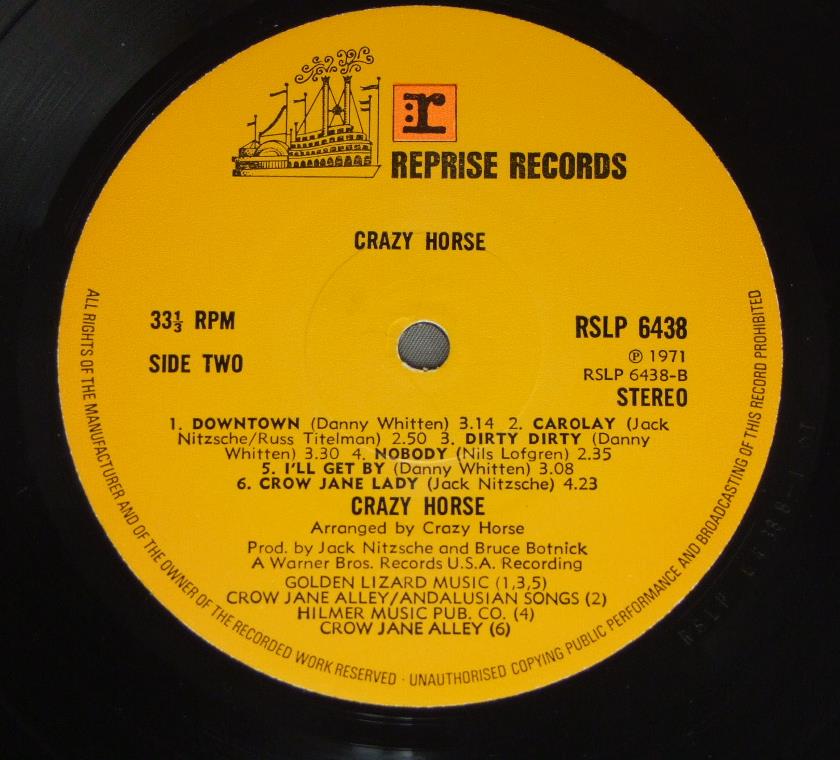 r
REPRISE RECORDS
CRAZY HORSE
33⅓ RPM
SIDE TWO
RSLP 6438
℗ 1971
RSLP 6438-B
STEREO
1. DOWNTOWN (Danny Whitten) 3.14 2. CAROLAY (Jack
Nitzsche/Russ Titelman) 2.50 3. DIRTY DIRTY (Danny
Whitten) 3.30 4. NOBODY (Nils Lofgren) 2.35
5. I'LL GET BY (Danny Whitten) 3.08
6. CROW JANE LADY (Jack Nitzsche) 4.23
CRAZY HORSE
Arranged by Crazy Horse
Prod. by Jack Nitzsche and Bruce Botnick
A Warner Bros. Records U.S.A. Recording
GOLDEN LIZARD MUSIC (1,3,5)
CROW JANE ALLEY/ANDALUSIAN SONGS (2)
HILMER MUSIC PUB. CO. (4)
CROW JANE ALLEY (6)
ALL RIGHTS OF THE MANUFACTURER AND OF THE OWNER OF THE RECORDED WORK RESERVED · UNAUTHORISED COPYING PUBLIC PERFORMANCE AND BROADCASTING OF THIS RECORD PROHIBITED
RSLP